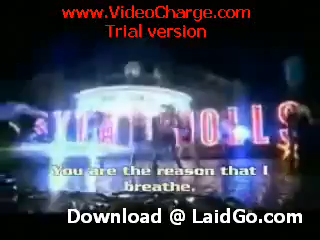 www.VideoCharge.com
Trial version
You are the reason that I
breathe.
Download @ LaidGo.com